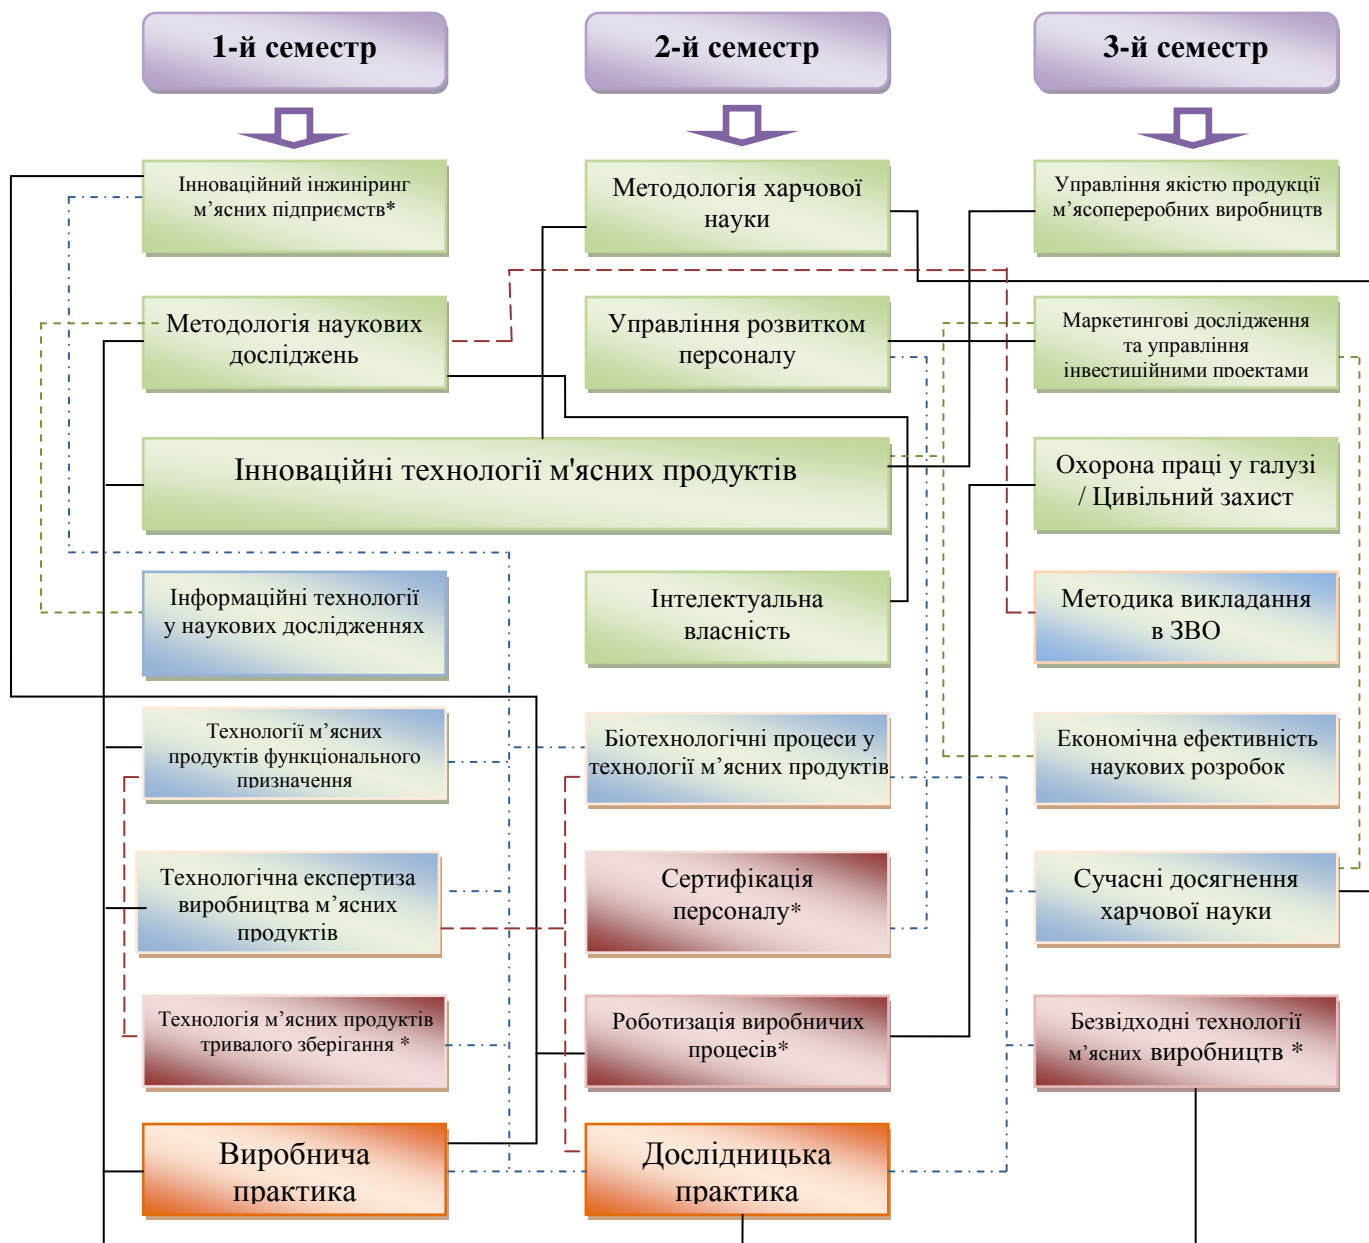 1-й семестр
2-й семестр
3-й семестр
Інноваційний інжиніринг
м’ясних підприємств*
Методологія харчової
науки
Управління якістю продукції
м’ясопереробних виробництв
Методологія наукових
досліджень
Управління розвитком
персоналу
Маркетингові дослідження
та управління
інвестиційними проектами
Інноваційні технології м'ясних продуктів
Охорона праці у галузі
/ Цивільний захист
Інформаційні технології
у наукових дослідженнях
Інтелектуальна
власність
Методика викладання
в ЗВО
Технології м’ясних
продуктів функціонального
призначення
Біотехнологічні процеси у
технології м’ясних продуктів
Економічна ефективність
наукових розробок
Технологічна експертиза
виробництва м’ясних
продуктів
Сертифікація
персоналу*
Сучасні досягнення
харчової науки
Технологія м’ясних продуктів
тривалого зберігання *
Роботизація виробничих
процесів*
Безвідходні технології
м’ясних виробництв *
Виробнича
практика
Дослідницька
практика